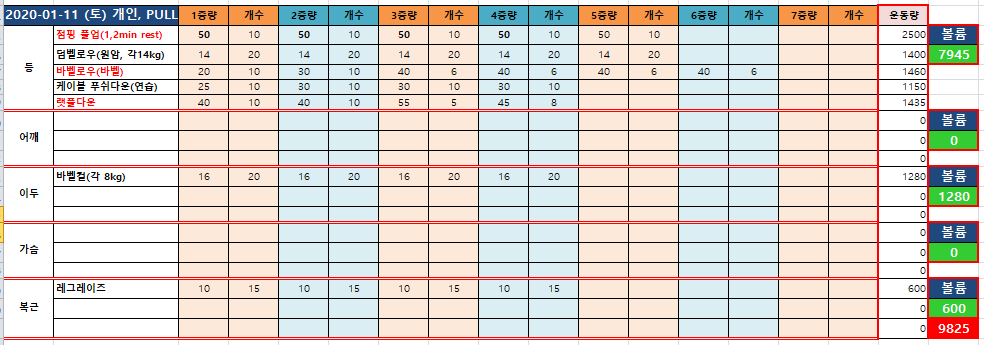 2020-01-11 (토) 개인, PULL 1중량 개수 2중량 개수 3중량 개수 4중량 개수 5중량 개수 6중량 개수 7중량 개수 운동량
등 점핑 풀업(1,2min rest) 50 10 50 10 50 10 50 10 50 10 2500 볼륨
덤벨로우(원암, 각14kg) 14 20 14 20 14 20 14 20 14 20 1400 7945
바벨로우(바벨) 20 10 30 10 40 6 40 6 40 6 40 6 1460
케이블 푸쉬다운(연습) 25 10 30 10 30 10 30 10 1150
랫풀다운 40 10 40 10 55 5 45 8 1435
어깨 0 볼륨
0 0
0
이두 바벨컬(각 8kg) 16 20 16 20 16 20 16 20 1280 볼륨
0 1280
0
가슴 0 볼륨
0 0
0
복근 레그레이즈 10 15 10 15 10 15 10 15 600 볼륨
0 600
0 9825